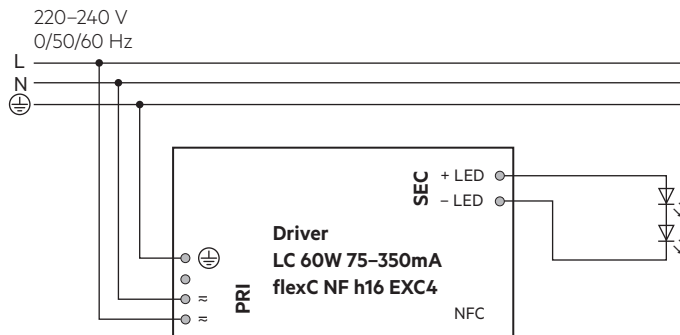 220–240 V
0/50/60 Hz
L
N
+ LED
SEC
– LED
Driver
LC 60W 75–350mA
flexC NF h16 EXC4
PRI
≂
≂
NFC